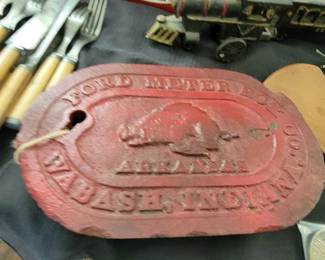 FORD METER BOX CO.
ARKANSAS
WABASH, INDIANA